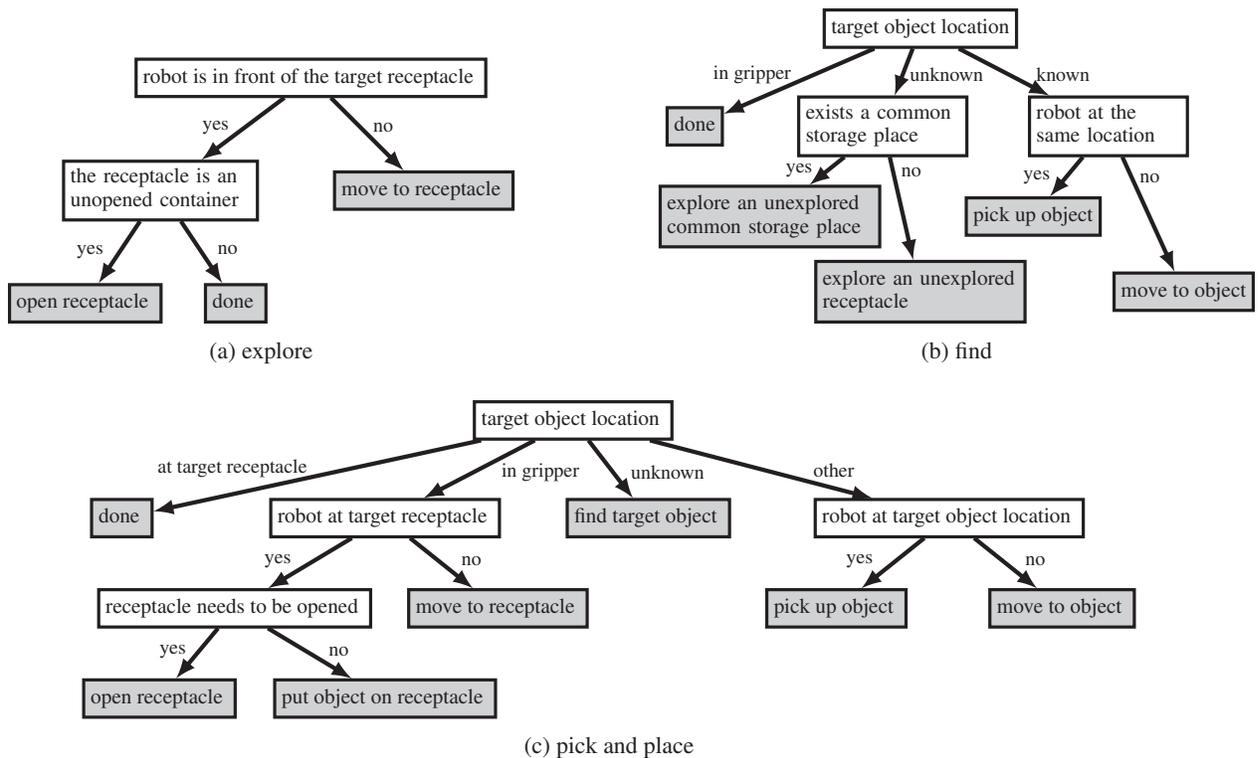 robot is in front of the target receptacle
yes
no
the receptacle is an
unopened container
move to receptacle
yes
no
open receptacle
done
(a) explore
target object location
in gripper
unknown
known
done
exists a common
storage place
robot at the
same location
yes
no
yes
no
explore an unexplored
common storage place
pick up object
explore an unexplored
receptacle
move to object
(b) find
target object location
at target receptacle
in gripper
unknown
other
done
robot at target receptacle
find target object
robot at target object location
yes
no
yes
no
receptacle needs to be opened
move to receptacle
pick up object
move to object
yes
no
open receptacle
put object on receptacle
(c) pick and place